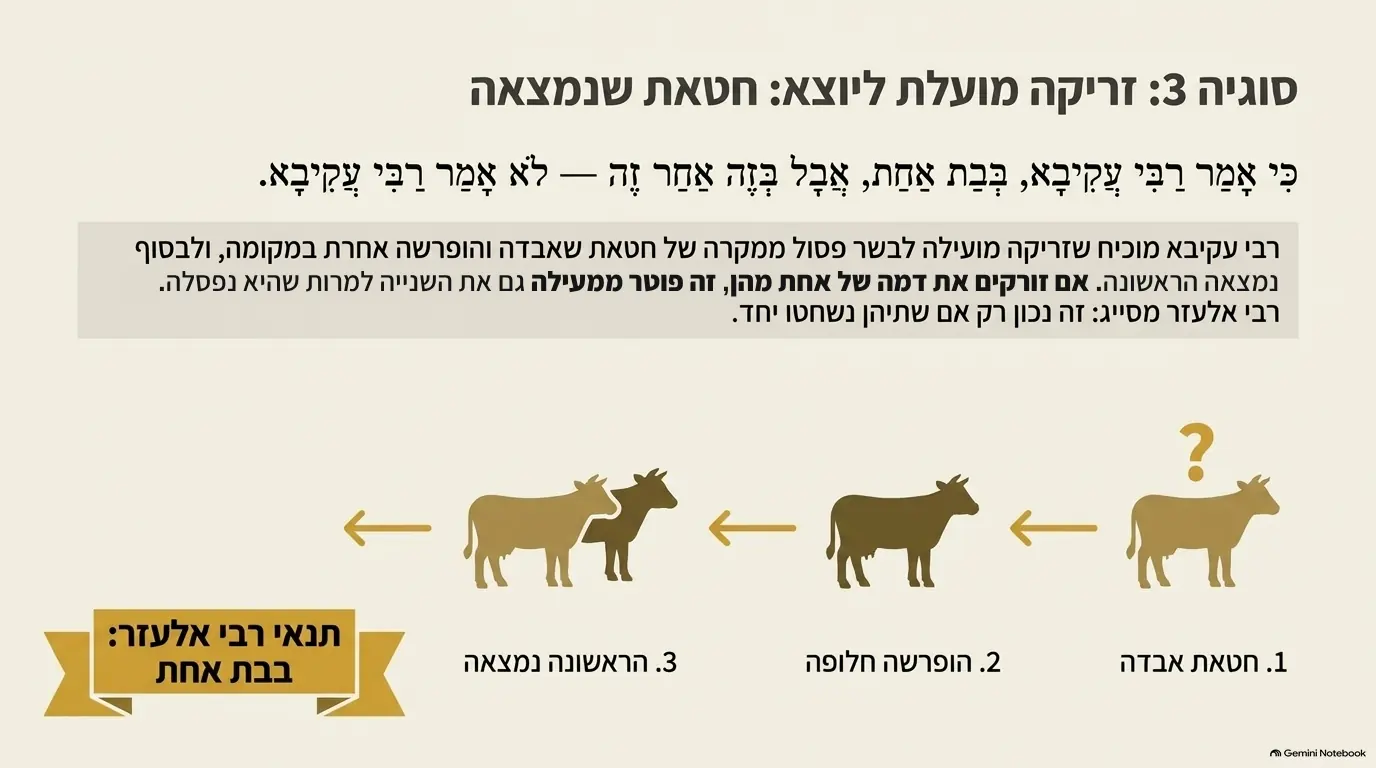 סוגיה 3: זריקה מועלת ליוצא: חטאת שנמצאה
כִּי אָמַר רַבִּי עֲקִיבָא, בְּבַת אַחַת, אֲבָל בְּזֶה אַחַר זֶה — לֹא אָמַר רַבִּי עֲקִיבָא.
רבי עקיבא מוכיח שזריקה מועילה לבשר פסול ממקרה של חטאת שאבדה והופרשה אחרת במקומה, ולבסוף
נמצאה הראשונה. אם זורקים את דמה של אחת מהן, זה פוטר ממעילה גם את השנייה למרות שהיא נפסלה.
רבי אלעזר מסייג: זה נכון רק אם שתיהן נשחטו יחד.
?
1. חטאת אבדה
2. הופרשה חלופה
3. הראשונה נמצאה
תנאי רבי אלעזר:
בבת אחת
Gemini Notebook